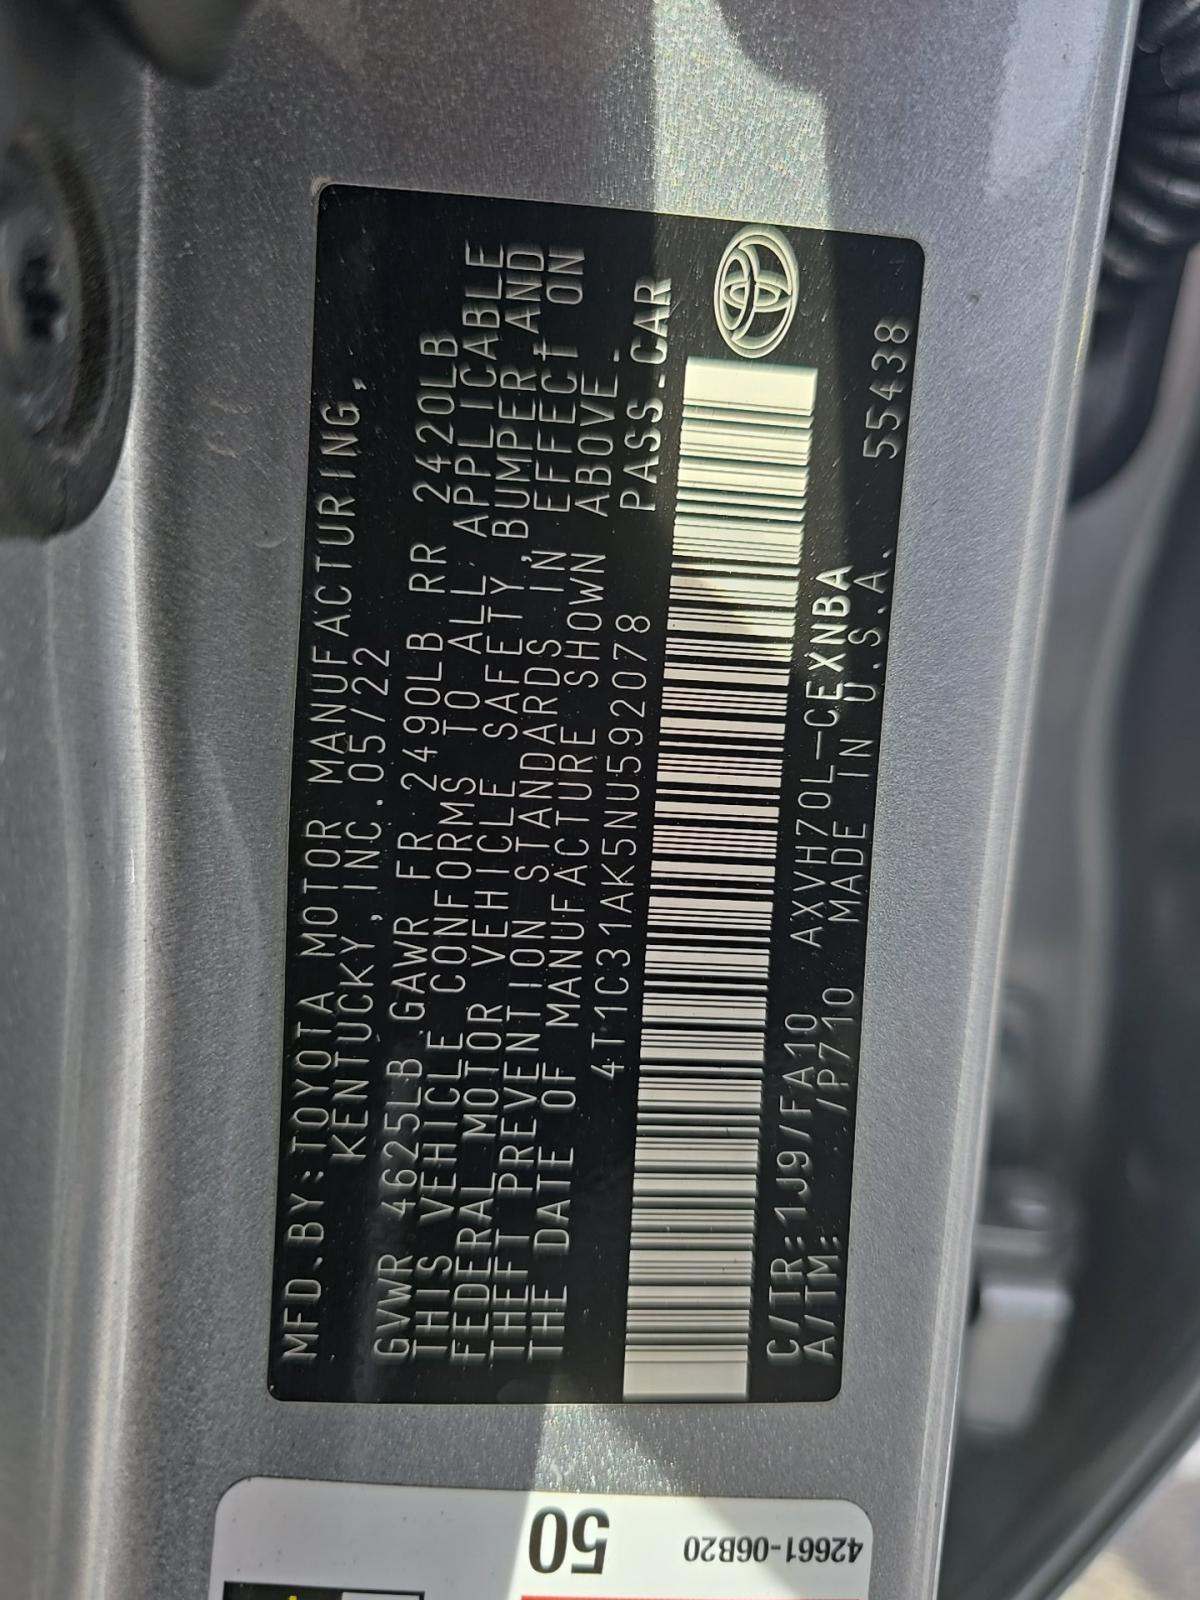 MFD.BY:TOYOTA MOTOR MANUFACTURING,
KENTUCKY,INC.05/22
GVWR 4625LB GAWR FR 2490LB RR 2420LB
THIS VEHICLE CONFORMS TO ALL APPLICABLE
FEDERAL MOTOR VEHICLE SAFETY,BUMPER AND
THEFT PREVENTION STANDARDS IN EFFECT ON
THE DATE OF MANUFACTURE SHOWN ABOVE.
4T1C31AK5NU592078 PASS.CAR
C/TR:1J9/FA10 AXVH70L-CEXNBA
A/TM: /P710 MADE IN U.S.A. 55438
50
42661-06B20